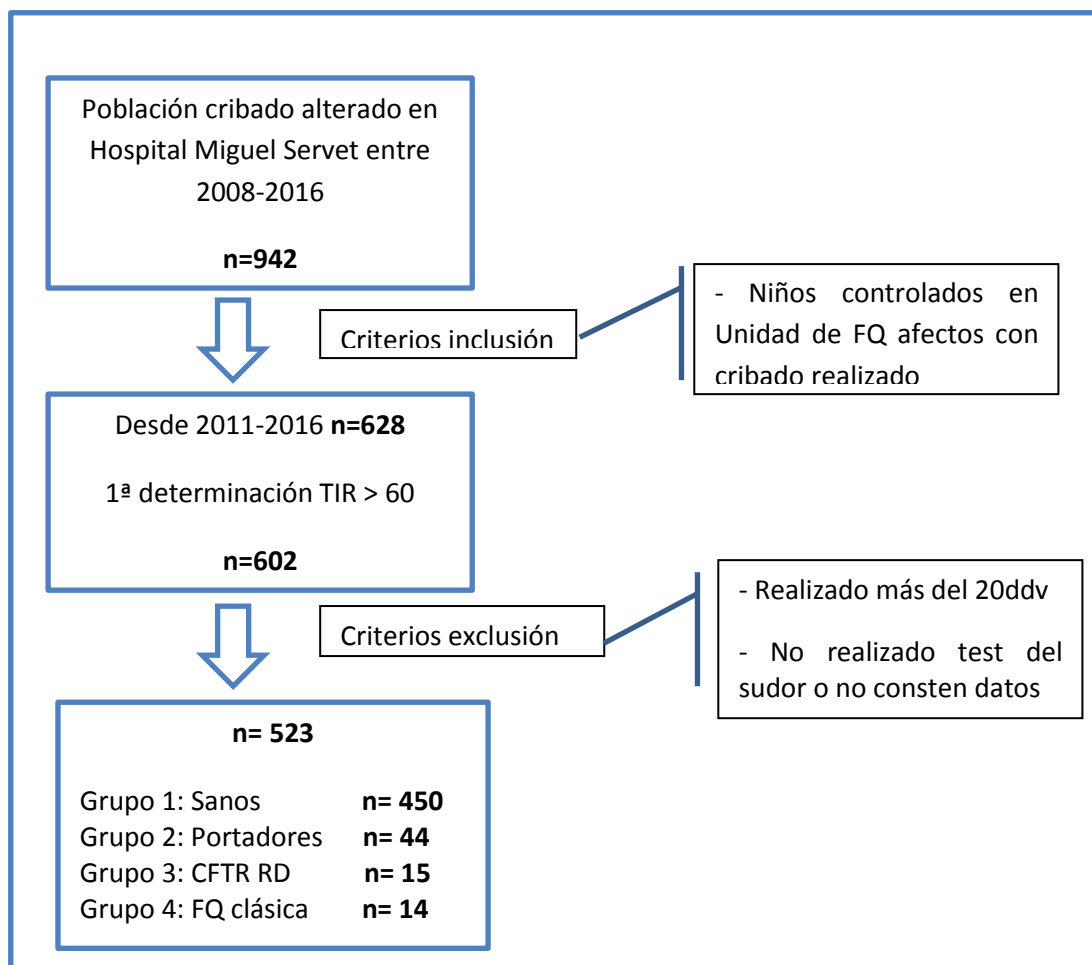 Población cribado alterado en
Hospital Miguel Servet entre
2008-2016
n=942
Criterios inclusión
- Niños controlados en
Unidad de FQ afectos con
cribado realizado
Desde 2011-2016 n=628
1ª determinación TIR > 60
n=602
Criterios exclusión
- Realizado más del 20ddv
- No realizado test del
sudor o no consten datos
n= 523
Grupo 1: Sanos n= 450
Grupo 2: Portadores n= 44
Grupo 3: CFTR RD n= 15
Grupo 4: FQ clásica n= 14